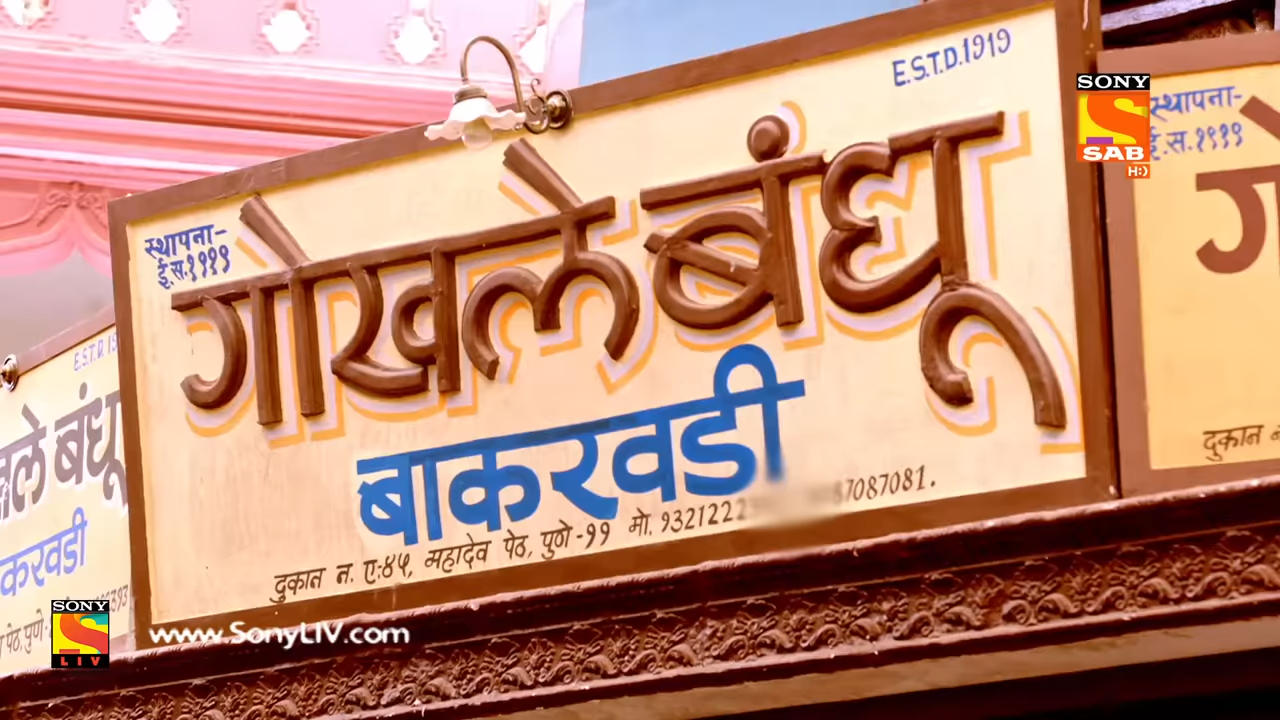 E.S.T.D.1919
स्थापना-
ई.स.१९१९
गोखले बंधू
बाकरवडी
दुकान न. ए:४५, महादेव पेठ, पुणे-११ मो. 9321222 87087081.
E.S.T.D. 19
ले बंधू
करवडी
पेठ, पुणे-
स्थापना-
ई.स.१९१९
गो
दुकान
SONY
SAB
HD
SONY
LIV
www.SonyLIV.com